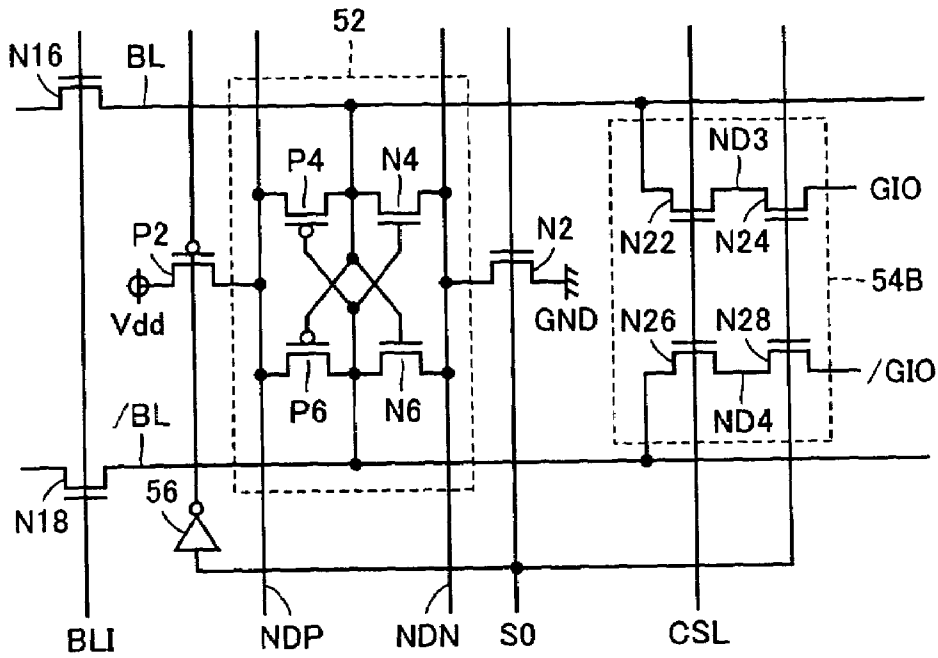 52
N16
BL
P4
N4
ND3
GIO
P2
N2
N22
N24
54B
Vdd
GND
N26
N28
/GIO
P6
N6
ND4
/BL
56
N18
BLI
NDP
NDN
S0
CSL